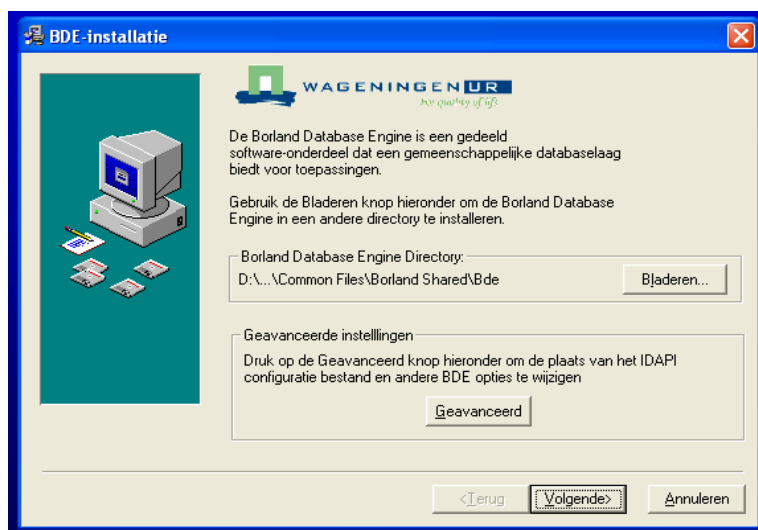 BDE-installatie
WAGENINGEN UR
For quality of life
De Borland Database Engine is een gedeeld
software-onderdeel dat een gemeenschappelijke databaselaag
biedt voor toepassingen.
Gebruik de Bladeren knop hieronder om de Borland Database
Engine in een andere directory te installeren.
Borland Database Engine Directory:
D:\...\Common Files\Borland Shared\Bde
Bladeren...
Geavanceerde instelllingen
Druk op de Geavanceerd knop hieronder om de plaats van het IDAPI
configuratie bestand en andere BDE opties te wijzigen
Geavanceerd
<Terug
Volgende>
Annuleren